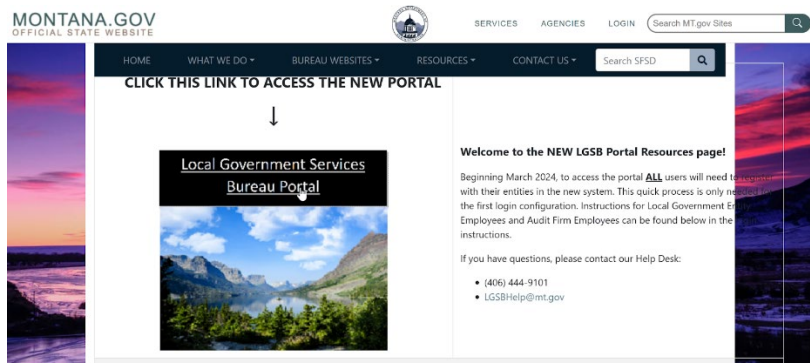 MONTANA.GOV
OFFICIAL STATE WEBSITE
SERVICES AGENCIES LOGIN Search MT.gov Sites
HOME WHAT WE DO BUREAU WEBSITES RESOURCES CONTACT US Search SFSD
CLICK THIS LINK TO ACCESS THE NEW PORTAL
↓
Local Government Services
Bureau Portal
Welcome to the NEW LGSB Portal Resources page!
Beginning March 2024, to access the portal ALL users will need to register
with their entities in the new system. This quick process is only needed
the first login configuration. Instructions for Local Government
Employees and Audit Firm Employees can be found below in the
instructions.
If you have questions, please contact our Help Desk:
• (406) 444-9101
• LGSBHelp@mt.gov